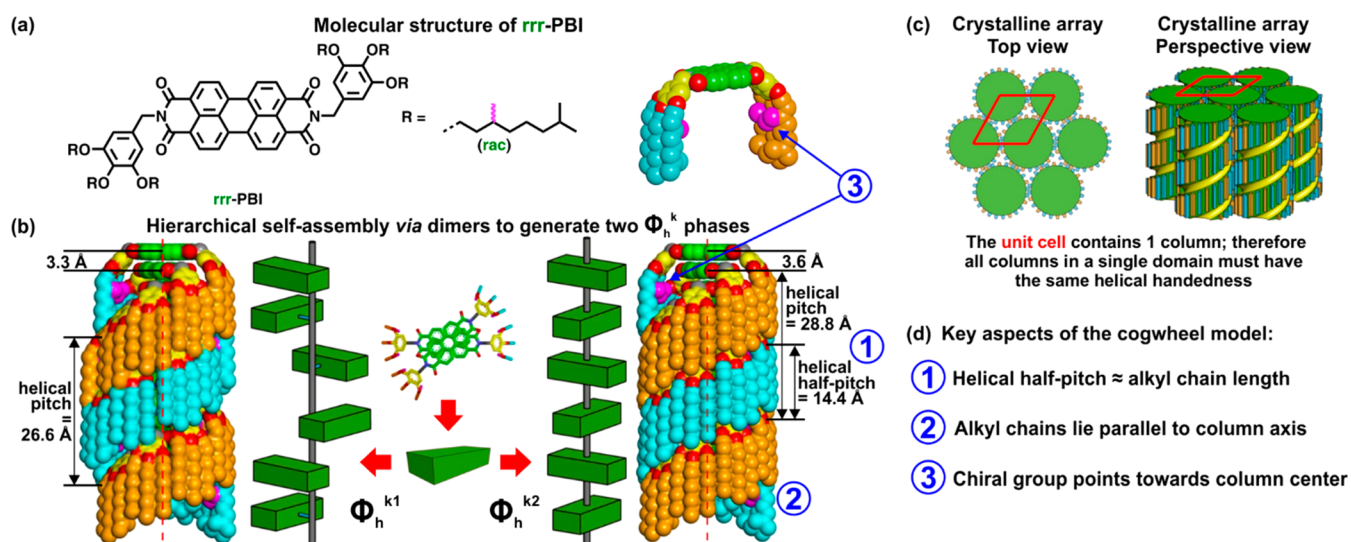 (a)
Molecular structure of rrr-PBI
OR
RO
OR
O
O
N
N
O
O
RO
RO
OR
R =
(rac)
rrr-PBI
3
(b)
Hierarchical self-assembly via dimers to generate two Φh^k phases
3.3 Å
helical
pitch
=
26.6 Å
Φh^k1
Φh^k2
3.6 Å
helical
pitch
= 28.8 Å
1
helical
half-pitch
= 14.4 Å
2
(c)
Crystalline array
Top view
Crystalline array
Perspective view
The unit cell contains 1 column; therefore
all columns in a single domain must have
the same helical handedness
(d) Key aspects of the cogwheel model:
1 Helical half-pitch ≈ alkyl chain length
2 Alkyl chains lie parallel to column axis
3 Chiral group points towards column center